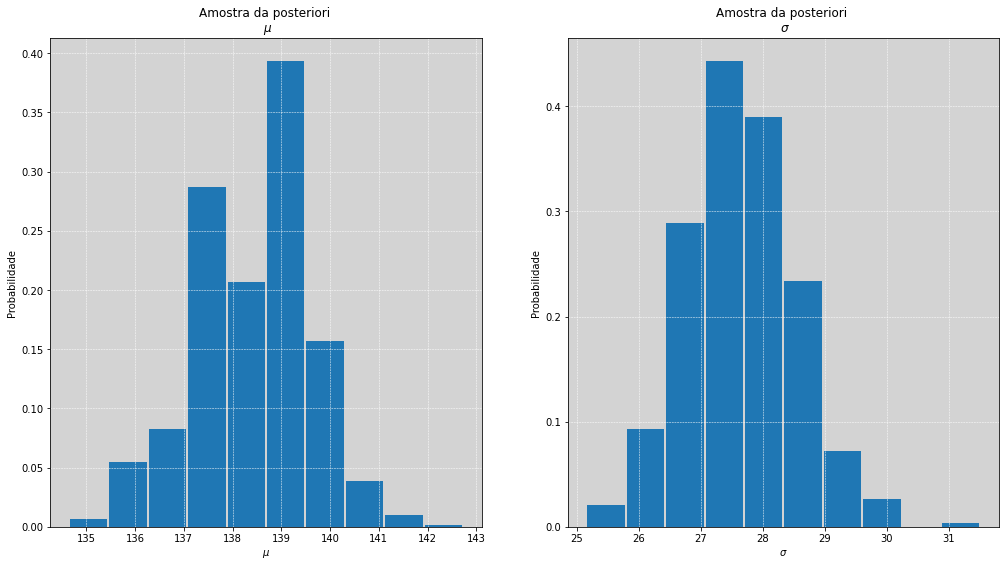 Amostra da posteriori
μ
0.40
0.35
0.30
0.25
0.20
0.15
0.10
0.05
0.00
Probabilidade
135 136 137 138 139 140 141 142 143
μ
Amostra da posteriori
σ
0.4
0.3
0.2
0.1
0.0
Probabilidade
25 26 27 28 29 30 31
σ